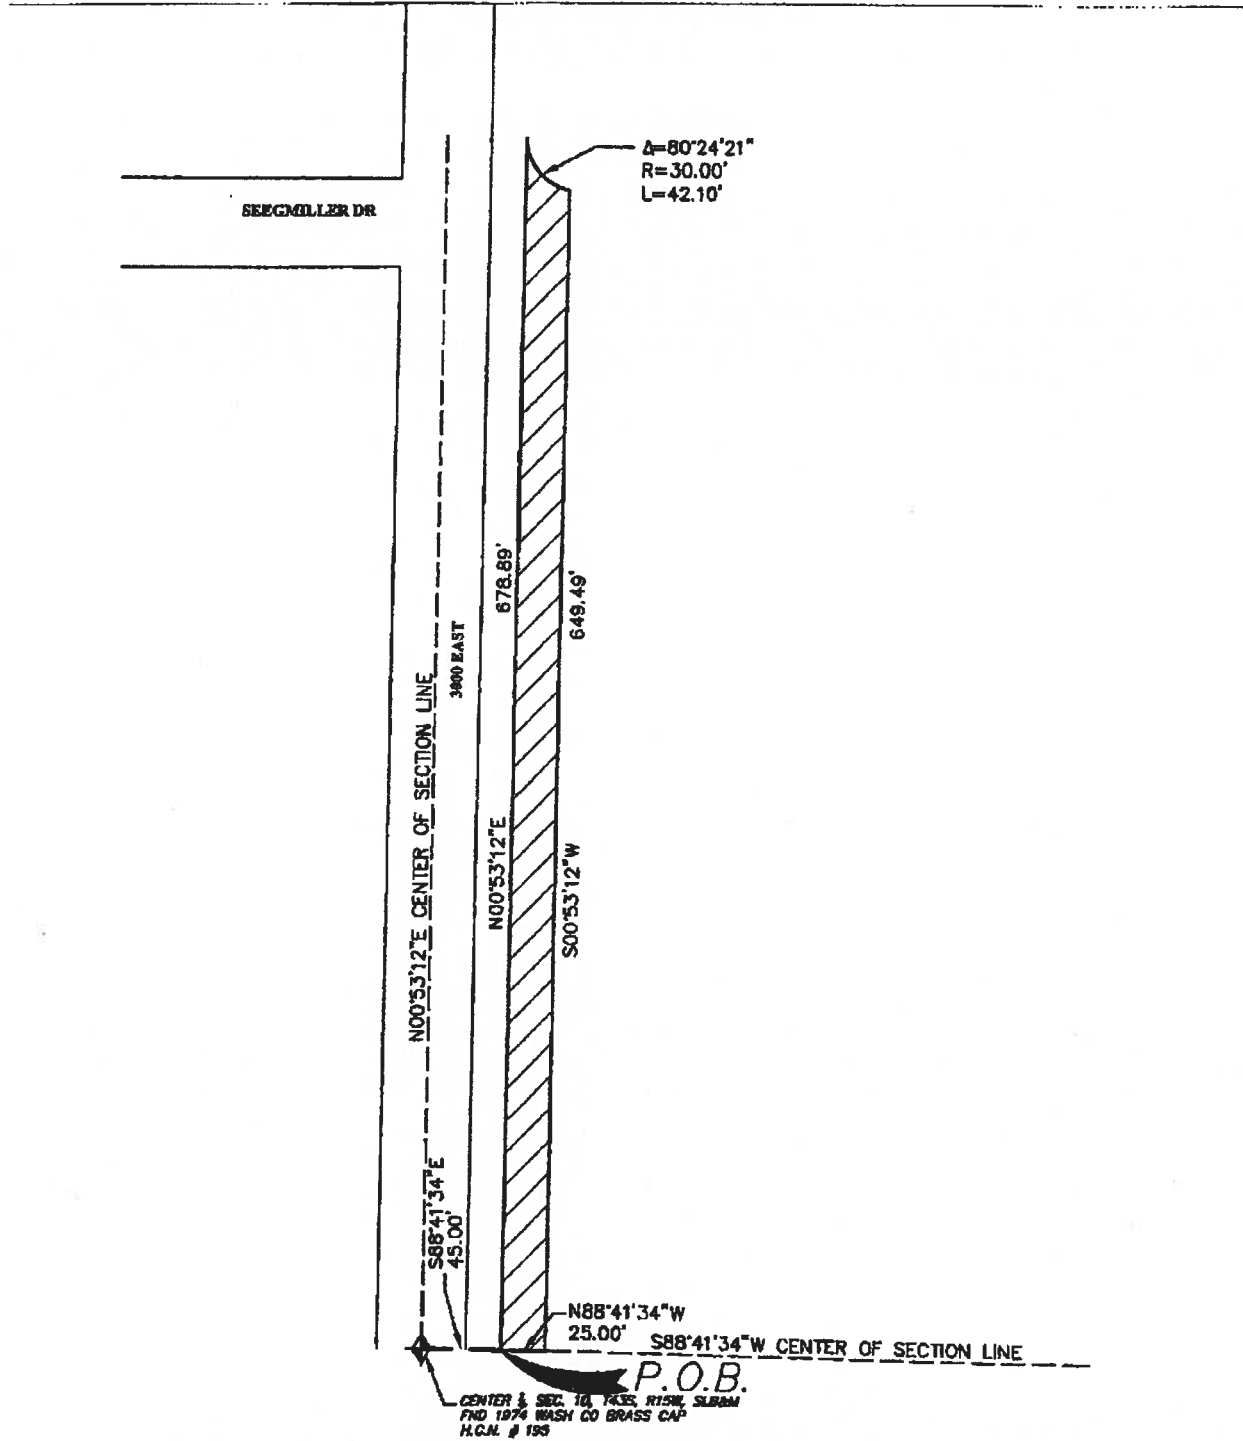 Δ=80°24'21"
R=30.00'
L=42.10'
SEEGMILLER DR
678.89'
649.49'
3000 EAST
N00°53'12"E CENTER OF SECTION LINE
N00°53'12"E
S00°53'12"W
S88°41'34"E
45.00'
N88°41'34"W
25.00'
S88°41'34"W CENTER OF SECTION LINE
P.O.B.
CENTER ¼ SEC. 10, T43S, R15W, SLB&M
FND 1974 WASH CO BRASS CAP
H.C.N. # 195